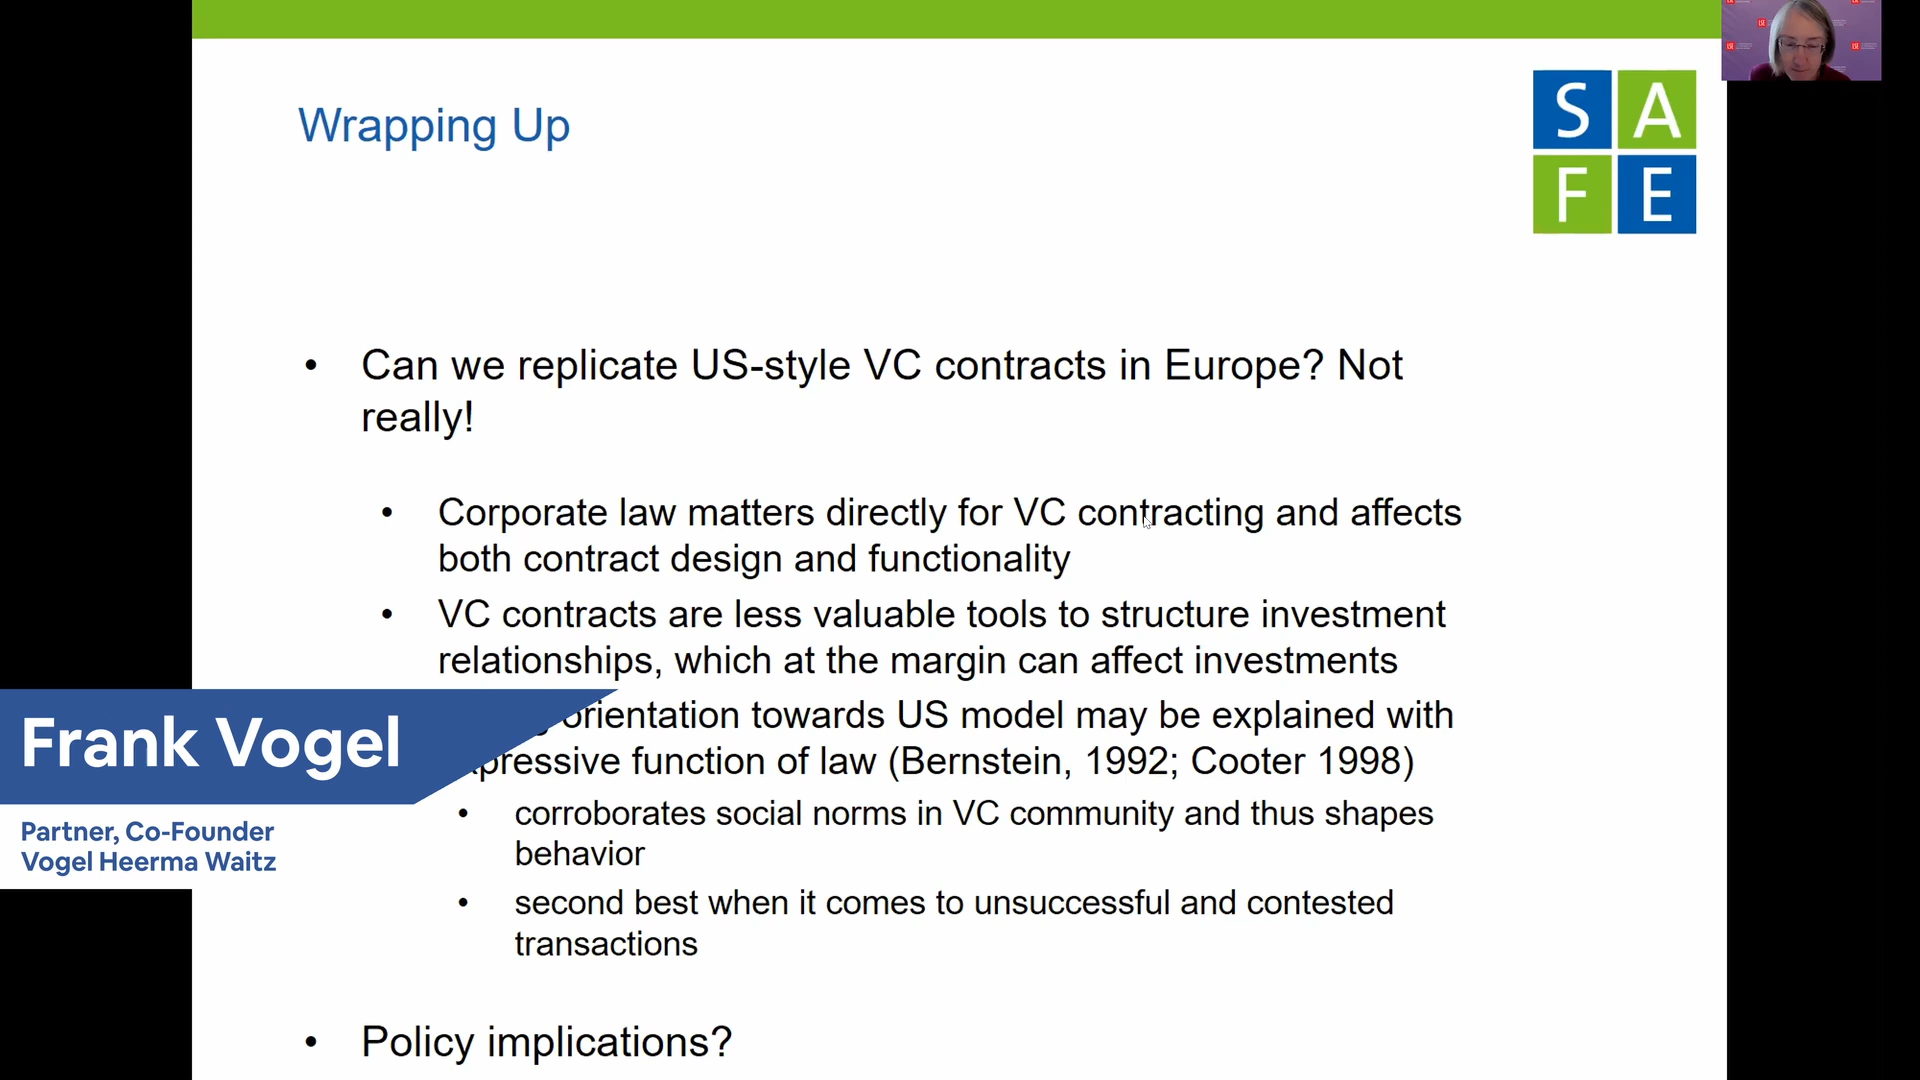 Wrapping Up
S A
F E
• Can we replicate US-style VC contracts in Europe? Not
really!
• Corporate law matters directly for VC contracting and affects
both contract design and functionality
• VC contracts are less valuable tools to structure investment
relationships, which at the margin can affect investments
orientation towards US model may be explained with
function of law (Bernstein, 1992; Cooter 1998)
• corroborates social norms in VC community and thus shapes
behavior
• second best when it comes to unsuccessful and contested
transactions
• Policy implications?
Frank Vogel
Partner, Co-Founder
Vogel Heerma Waitz